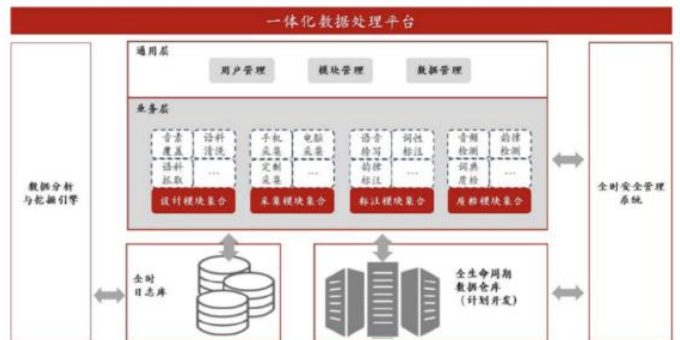 一体化数据处理平台
通用层
用户管理
模块管理
数据管理
业务层
音素
覆盖
语料
清洗
语料
抓取
...
设计模块集合
手机
采集
电脑
采集
定制
采集
...
采集模块集合
语音
转写
词性
标注
韵律
标注
...
标注模块集合
音频
检测
韵律
检测
词典
质检
...
质检模块集合
数据分析
与挖掘引擎
全时安全管理
系统
全时
日志库
全生命周期
数据仓库
（计划开发）